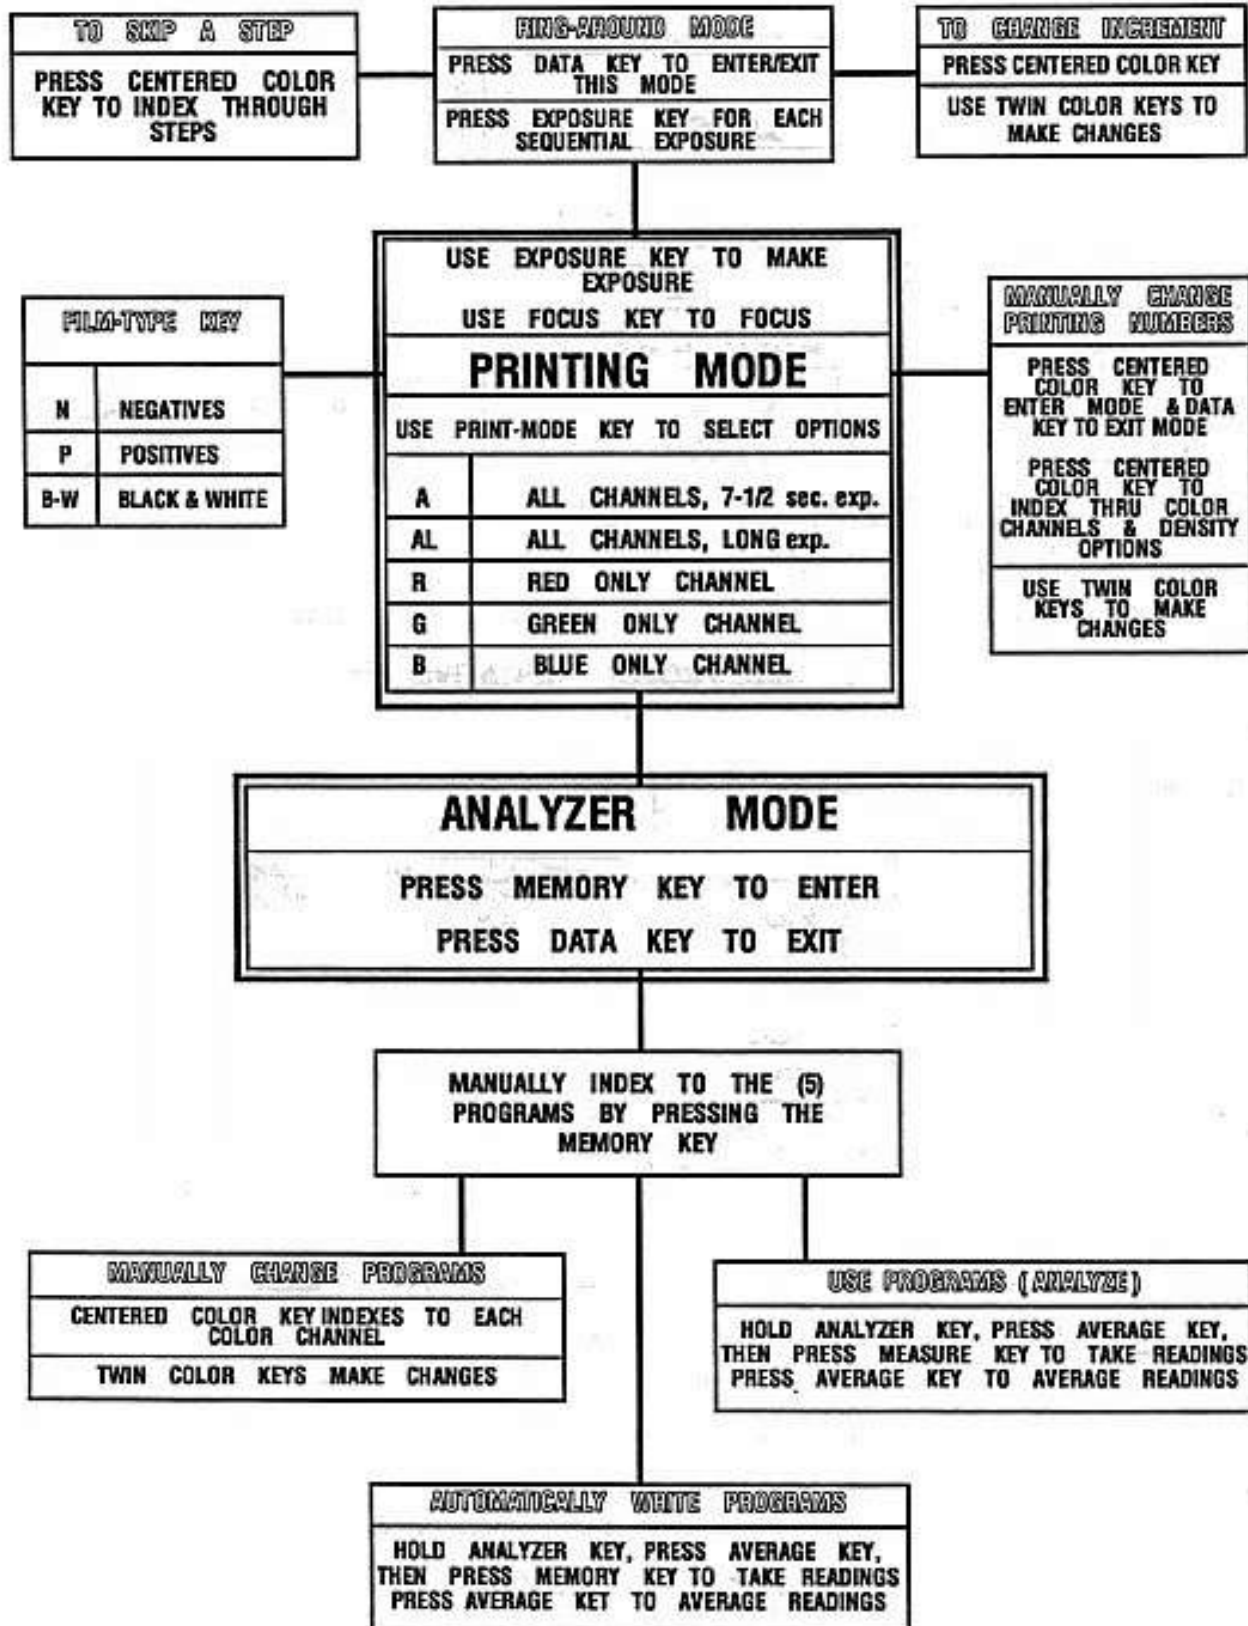 TO SKIP A STEP
PRESS CENTERED COLOR
KEY TO INDEX THROUGH
STEPS
RING-AROUND MODE
PRESS DATA KEY TO ENTER/EXIT
THIS MODE
PRESS EXPOSURE KEY FOR EACH
SEQUENTIAL EXPOSURE
TO CHANGE INCREMENT
PRESS CENTERED COLOR KEY
USE TWIN COLOR KEYS TO
MAKE CHANGES
FILM-TYPE KEY
N NEGATIVES
P POSITIVES
B-W BLACK & WHITE
USE EXPOSURE KEY TO MAKE
EXPOSURE
USE FOCUS KEY TO FOCUS
PRINTING MODE
USE PRINT-MODE KEY TO SELECT OPTIONS
A ALL CHANNELS, 7-1/2 sec. exp.
AL ALL CHANNELS, LONG exp.
R RED ONLY CHANNEL
G GREEN ONLY CHANNEL
B BLUE ONLY CHANNEL
MANUALLY CHANGE
PRINTING NUMBERS
PRESS CENTERED
COLOR KEY TO
ENTER MODE & DATA
KEY TO EXIT MODE
PRESS CENTERED
COLOR KEY TO
INDEX THRU COLOR
CHANNELS & DENSITY
OPTIONS
USE TWIN COLOR
KEYS TO MAKE
CHANGES
ANALYZER MODE
PRESS MEMORY KEY TO ENTER
PRESS DATA KEY TO EXIT
MANUALLY INDEX TO THE (5)
PROGRAMS BY PRESSING THE
MEMORY KEY
MANUALLY CHANGE PROGRAMS
CENTERED COLOR KEY INDEXES TO EACH
COLOR CHANNEL
TWIN COLOR KEYS MAKE CHANGES
USE PROGRAMS (ANALYZE)
HOLD ANALYZER KEY, PRESS AVERAGE KEY,
THEN PRESS MEASURE KEY TO TAKE READINGS
PRESS AVERAGE KEY TO AVERAGE READINGS
AUTOMATICALLY WRITE PROGRAMS
HOLD ANALYZER KEY, PRESS AVERAGE KEY,
THEN PRESS MEMORY KEY TO TAKE READINGS
PRESS AVERAGE KET TO AVERAGE READINGS